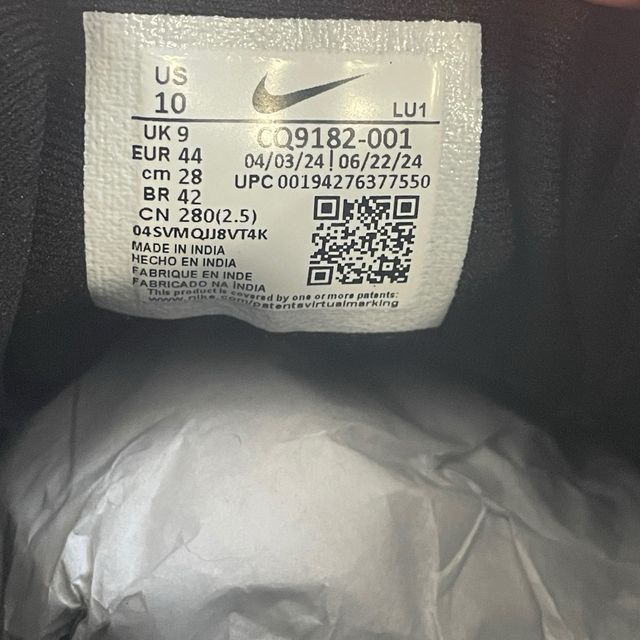 US
10
LU1
UK 9
CQ9182-001
EUR 44
04/03/24 | 06/22/24
cm 28
UPC 00194276377550
BR 42
CN 280(2.5)
04SVMQJJ8VT4K
MADE IN INDIA
HECHO EN INDIA
FABRIQUE EN INDE
FABRICADO NA ÍNDIA
This product is covered by one or more patents:
www.nike.com/patentsvirtualmarking